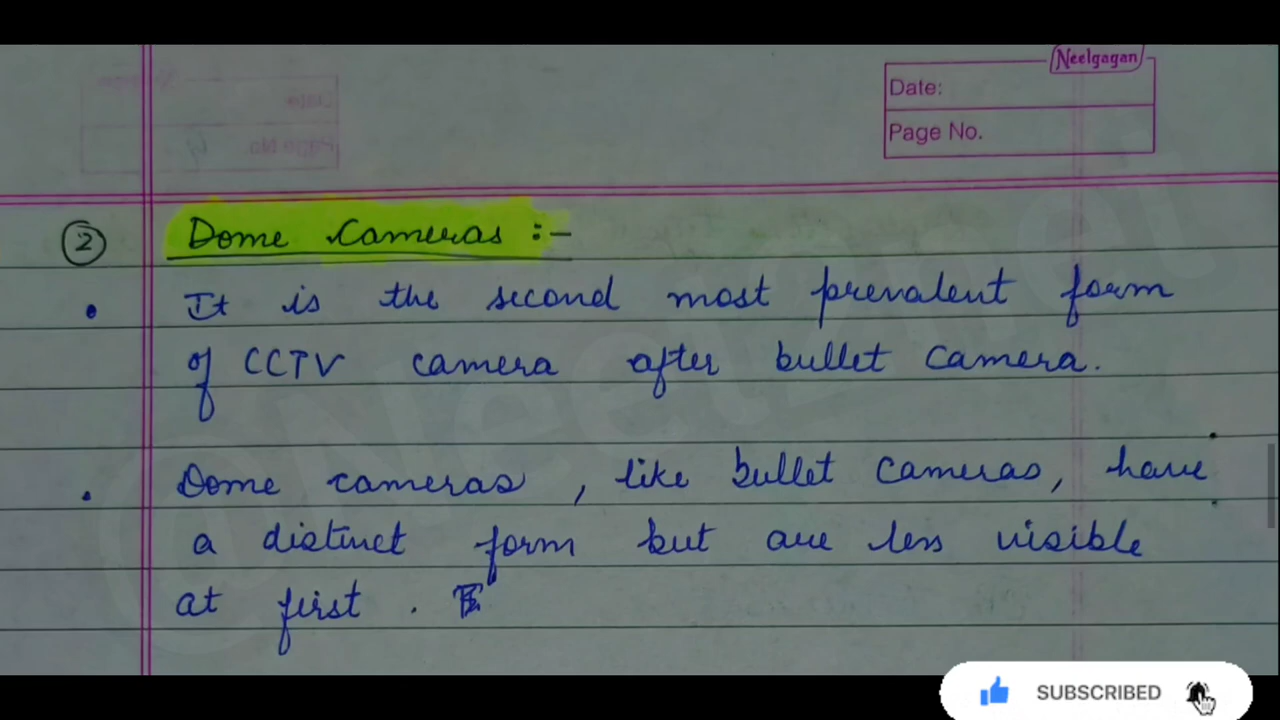 Neelgagan
Date:
Page No.
② Dome Cameras :-
• It is the second most prevalent form
of CCTV camera after bullet camera.
• Dome cameras, like bullet cameras, have
a distinct form but are less visible
at first.
SUBSCRIBED